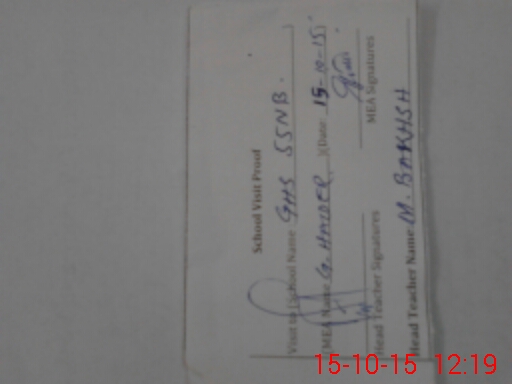 School Visit Proof
Visit to (School Name GHS 55NB.
(MEA Name G. HAIDER )(Date: 15-10-15)
Head Teacher Signatures MEA Signatures
Head Teacher Name M. BAKHSH
15-10-15 12:19